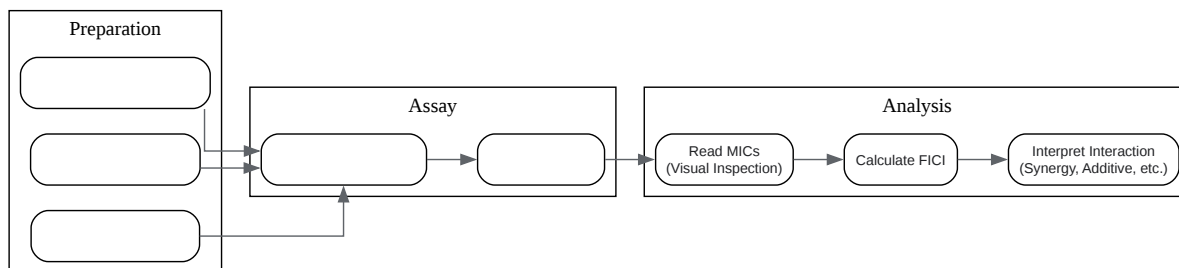 Preparation
Assay
Analysis
Read MICs
(Visual Inspection)
Calculate FICI
Interpret Interaction
(Synergy, Additive, etc.)